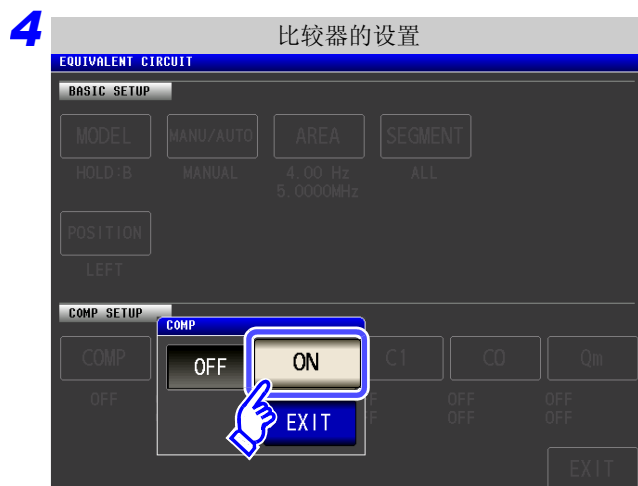 4
比较器的设置
EQUIVALENT CIRCUIT
BASIC SETUP
MODEL MANU/AUTO AREA SEGMENT
HOLD:B MANUAL 4.00 Hz ALL
5.0000MHz
POSITION
LEFT
COMP SETUP
COMP
COMP OFF ON C1 C0 Qm
OFF OFF OFF
EXIT OFF OFF
EXIT